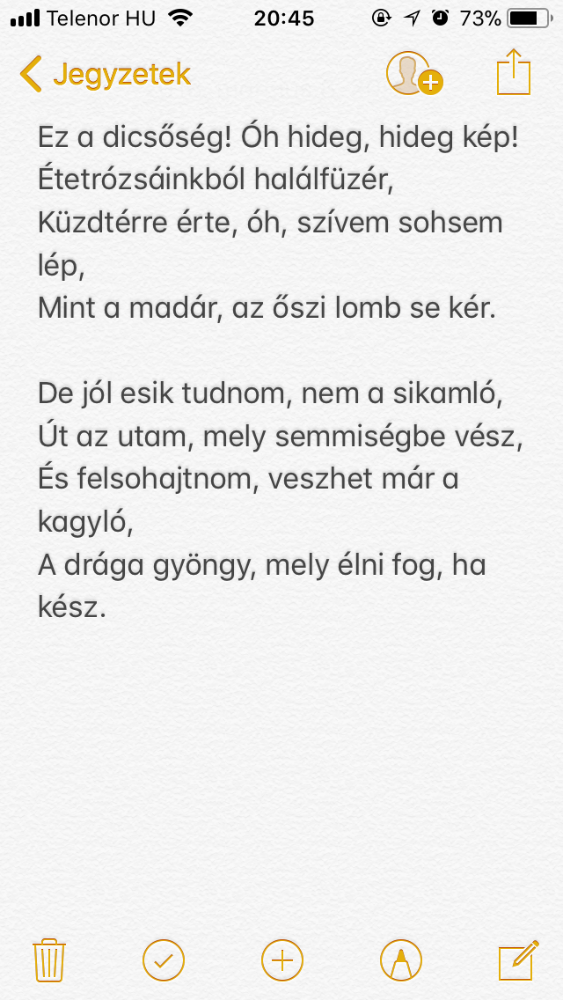 Telenor HU 20:45 73%
Jegyzetek
Ez a dicsőség! Óh hideg, hideg kép!
Étetrózsáinkból halálfüzér,
Küzdtérre érte, óh, szívem sohsem
lép,
Mint a madár, az őszi lomb se kér.
De jól esik tudnom, nem a sikamló,
Út az utam, mely semmiségbe vész,
És felsohajtnom, veszhet már a
kagyló,
A drága gyöngy, mely élni fog, ha
kész.